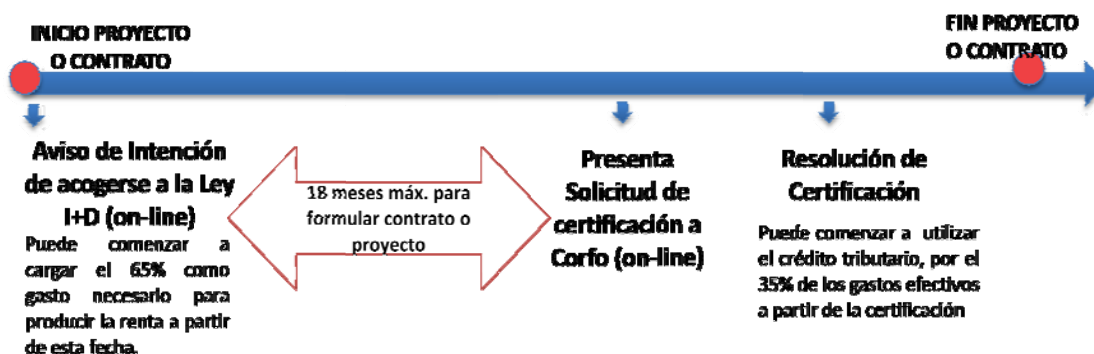 INICIO PROYECTO
O CONTRATO
FIN PROYECTO
O CONTRATO
Aviso de Intención
de acogerse a la Ley
I+D (on-line)
Puede comenzar a
cargar el 65% como
gasto necesario para
producir la renta a partir
de esta fecha.
18 meses máx. para
formular contrato o
proyecto
Presenta
Solicitud de
certificación a
Corfo (on-line)
Resolución de
Certificación
Puede comenzar a utilizar
el crédito tributario, por el
35% de los gastos efectivos
a partir de la certificación